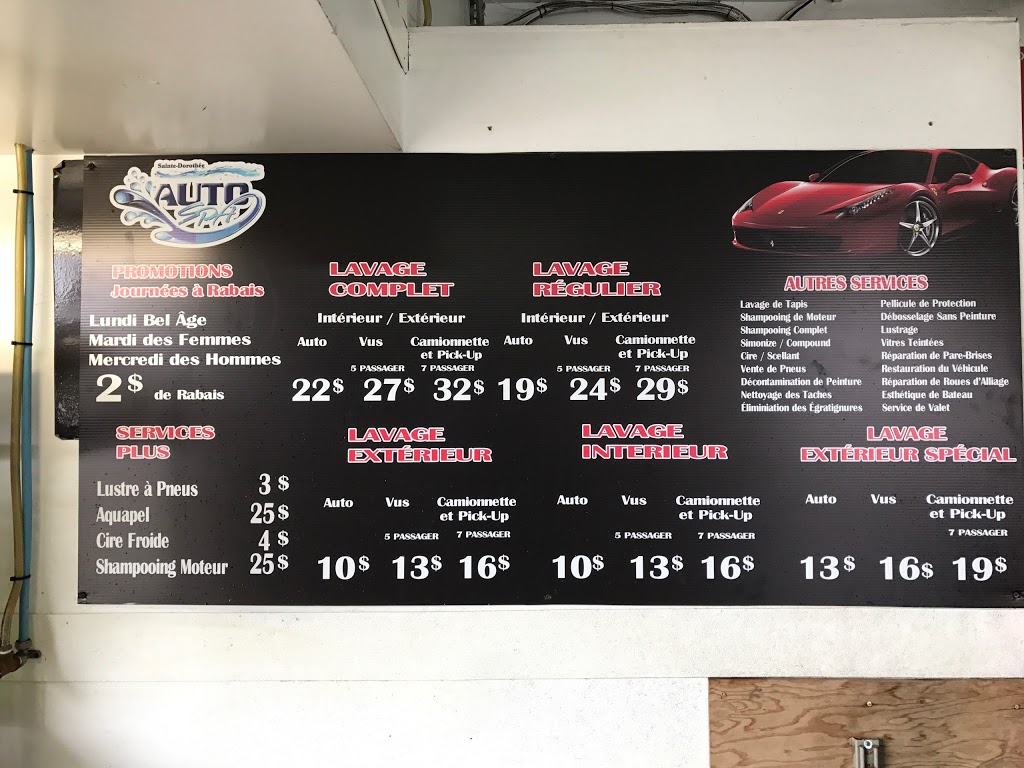 Sainte-Dorothée
AUTO
Spa
PROMOTIONS
Journées à Rabais
Lundi Bel Âge
Mardi des Femmes
Mercredi des Hommes
2$ de Rabais
LAVAGE
COMPLET
Intérieur / Extérieur
Auto Vus Camionnette
et Pick-Up
5 PASSAGER 7 PASSAGER
22$ 27$ 32$
LAVAGE
RÉGULIER
Intérieur / Extérieur
Auto Vus Camionnette
et Pick-Up
5 PASSAGER 7 PASSAGER
19$ 24$ 29$
AUTRES SERVICES
Lavage de Tapis
Shampooing de Moteur
Shampooing Complet
Simonize / Compound
Cire / Scellant
Vente de Pneus
Décontamination de Peinture
Nettoyage des Taches
Éliminiation des Égratignures
Pellicule de Protection
Débosselage Sans Peinture
Lustrage
Vitres Teintées
Réparation de Pare-Brises
Restauration du Véhicule
Réparation de Roues d'Alliage
Esthétique de Bateau
Service de Valet
SERVICES
PLUS
Lustre à Pneus 3 $
Aquapel 25$
Cire Froide 4 $
Shampooing Moteur 25$
LAVAGE
EXTÉRIEUR
Auto Vus Camionnette
et Pick-Up
5 PASSAGER 7 PASSAGER
10$ 13$ 16$
LAVAGE
INTERIEUR
Auto Vus Camionnette
et Pick-Up
5 PASSAGER 7 PASSAGER
10$ 13$ 16$
LAVAGE
EXTÉRIEUR SPÉCIAL
Auto Vus Camionnette
et Pick-Up
7 PASSAGER
13$ 16$ 19$